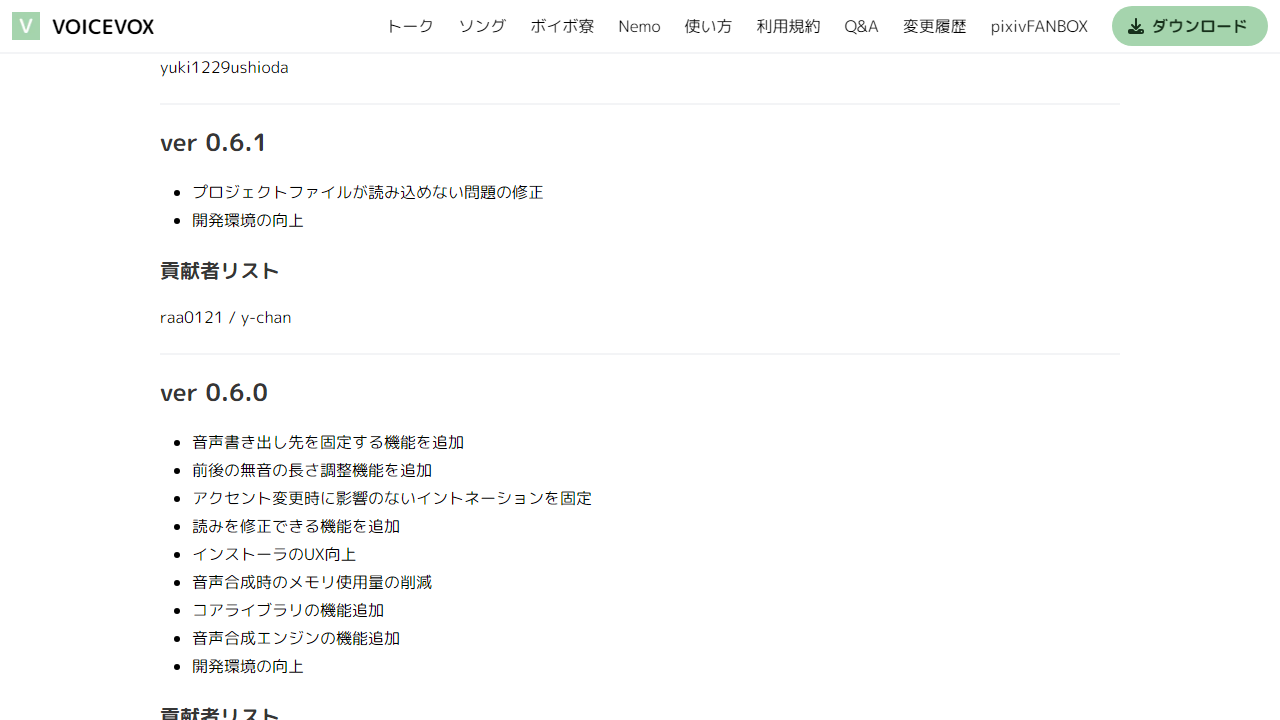 V VOICEVOX トーク ソング ボイボ寮 Nemo 使い方 利用規約 Q&A 変更履歴 pixivFANBOX ダウンロード
yuki1229ushioda
ver 0.6.1
プロジェクトファイルが読み込めない問題の修正
開発環境の向上
貢献者リスト
raa0121 / y-chan
ver 0.6.0
音声書き出し先を固定する機能を追加
前後の無音の長さ調整機能を追加
アクセント変更時に影響のないイントネーションを固定
読みを修正できる機能を追加
インストーラのUX向上
音声合成時のメモリ使用量の削減
コアライブラリの機能追加
音声合成エンジンの機能追加
開発環境の向上
貢献者リスト